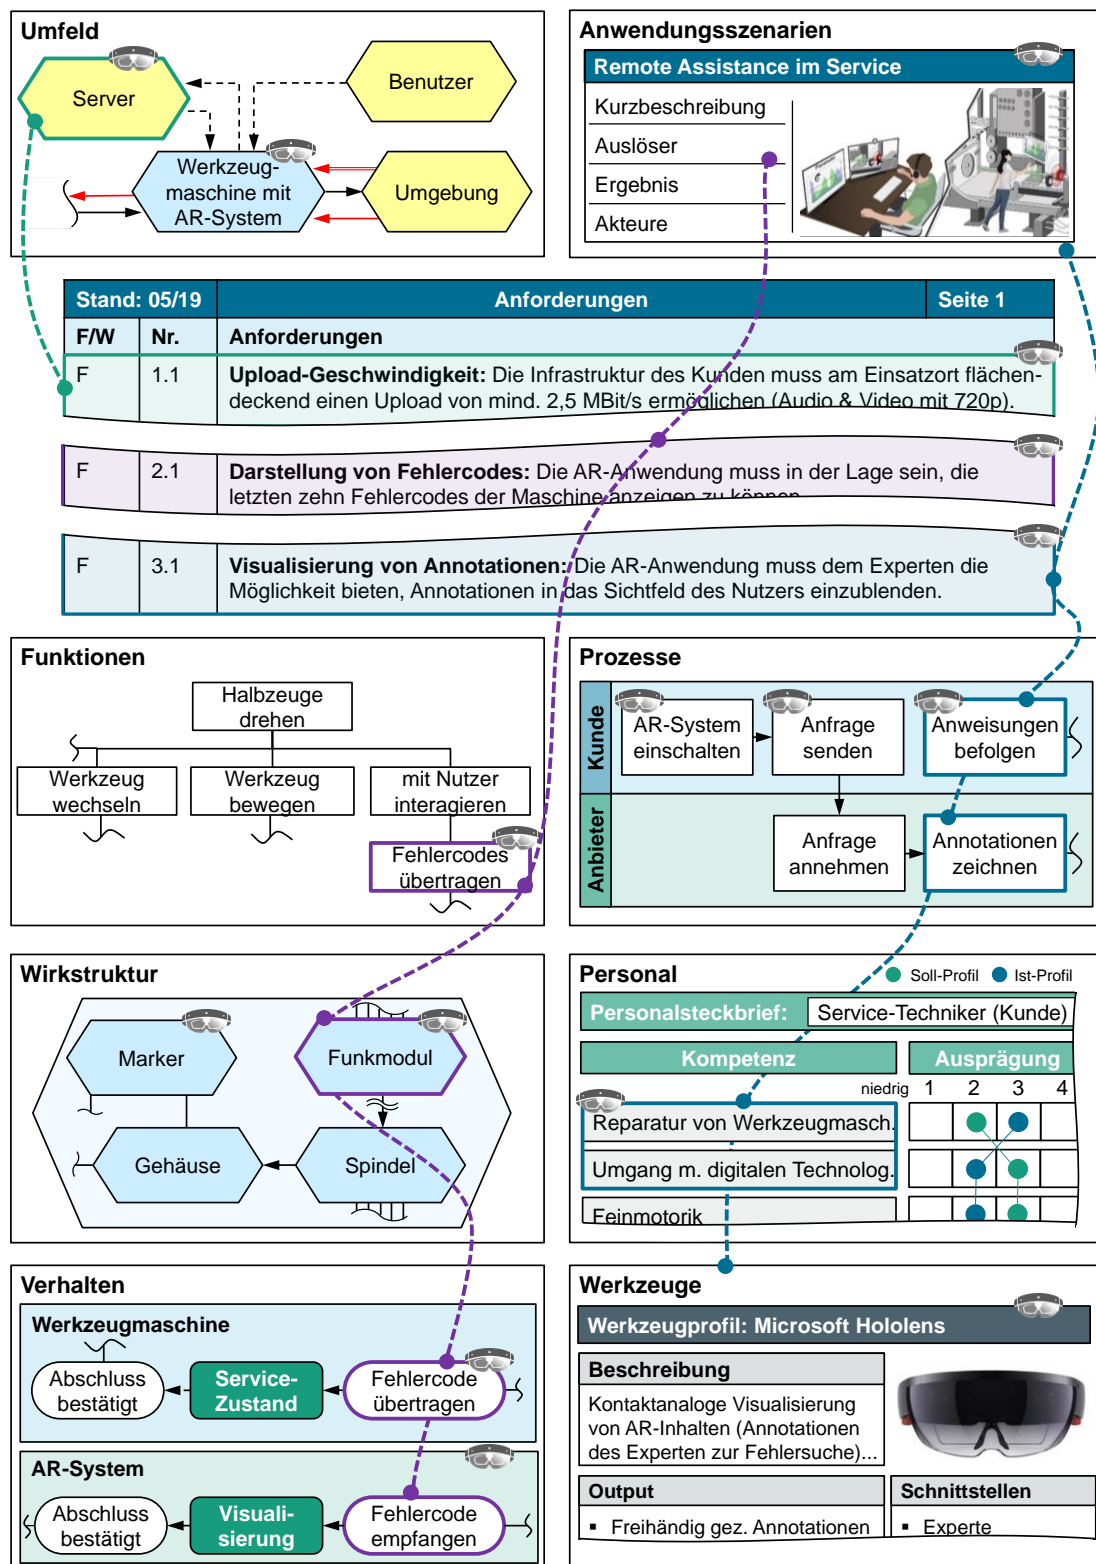 Umfeld
Server
Benutzer
Werkzeug-
maschine mit
AR-System
Umgebung
Anwendungsszenarien
Remote Assistance im Service
Kurzbeschreibung
Auslöser
Ergebnis
Akteure
Stand: 05/19 Anforderungen Seite 1
F/W Nr. Anforderungen
F 1.1 Upload-Geschwindigkeit: Die Infrastruktur des Kunden muss am Einsatzort flächen-
deckend einen Upload von mind. 2,5 MBit/s ermöglichen (Audio & Video mit 720p).
F 2.1 Darstellung von Fehlercodes: Die AR-Anwendung muss in der Lage sein, die
letzten zehn Fehlercodes der Maschine anzeigen zu können
F 3.1 Visualisierung von Annotationen: Die AR-Anwendung muss dem Experten die
Möglichkeit bieten, Annotationen in das Sichtfeld des Nutzers einzublenden.
Funktionen
Halbzeuge
drehen
Werkzeug
wechseln
Werkzeug
bewegen
mit Nutzer
interagieren
Fehlercodes
übertragen
Prozesse
Kunde
AR-System
einschalten
Anfrage
senden
Anweisungen
befolgen
Anbieter
Anfrage
annehmen
Annotationen
zeichnen
Wirkstruktur
Marker
Funkmodul
Gehäuse
Spindel
Personal
Soll-Profil Ist-Profil
Personalsteckbrief: Service-Techniker (Kunde)
Kompetenz Ausprägung
niedrig 1 2 3 4
Reparatur von Werkzeugmasch.
Umgang m. digitalen Technolog.
Feinmotorik
Verhalten
Werkzeugmaschine
Abschluss
bestätigt
Service-
Zustand
Fehlercode
übertragen
AR-System
Abschluss
bestätigt
Visuali-
sierung
Fehlercode
empfangen
Werkzeuge
Werkzeugprofil: Microsoft Hololens
Beschreibung
Kontaktanaloge Visualisierung
von AR-Inhalten (Annotationen
des Experten zur Fehlersuche)...
Output
▪ Freihändig gez. Annotationen
Schnittstellen
▪ Experte